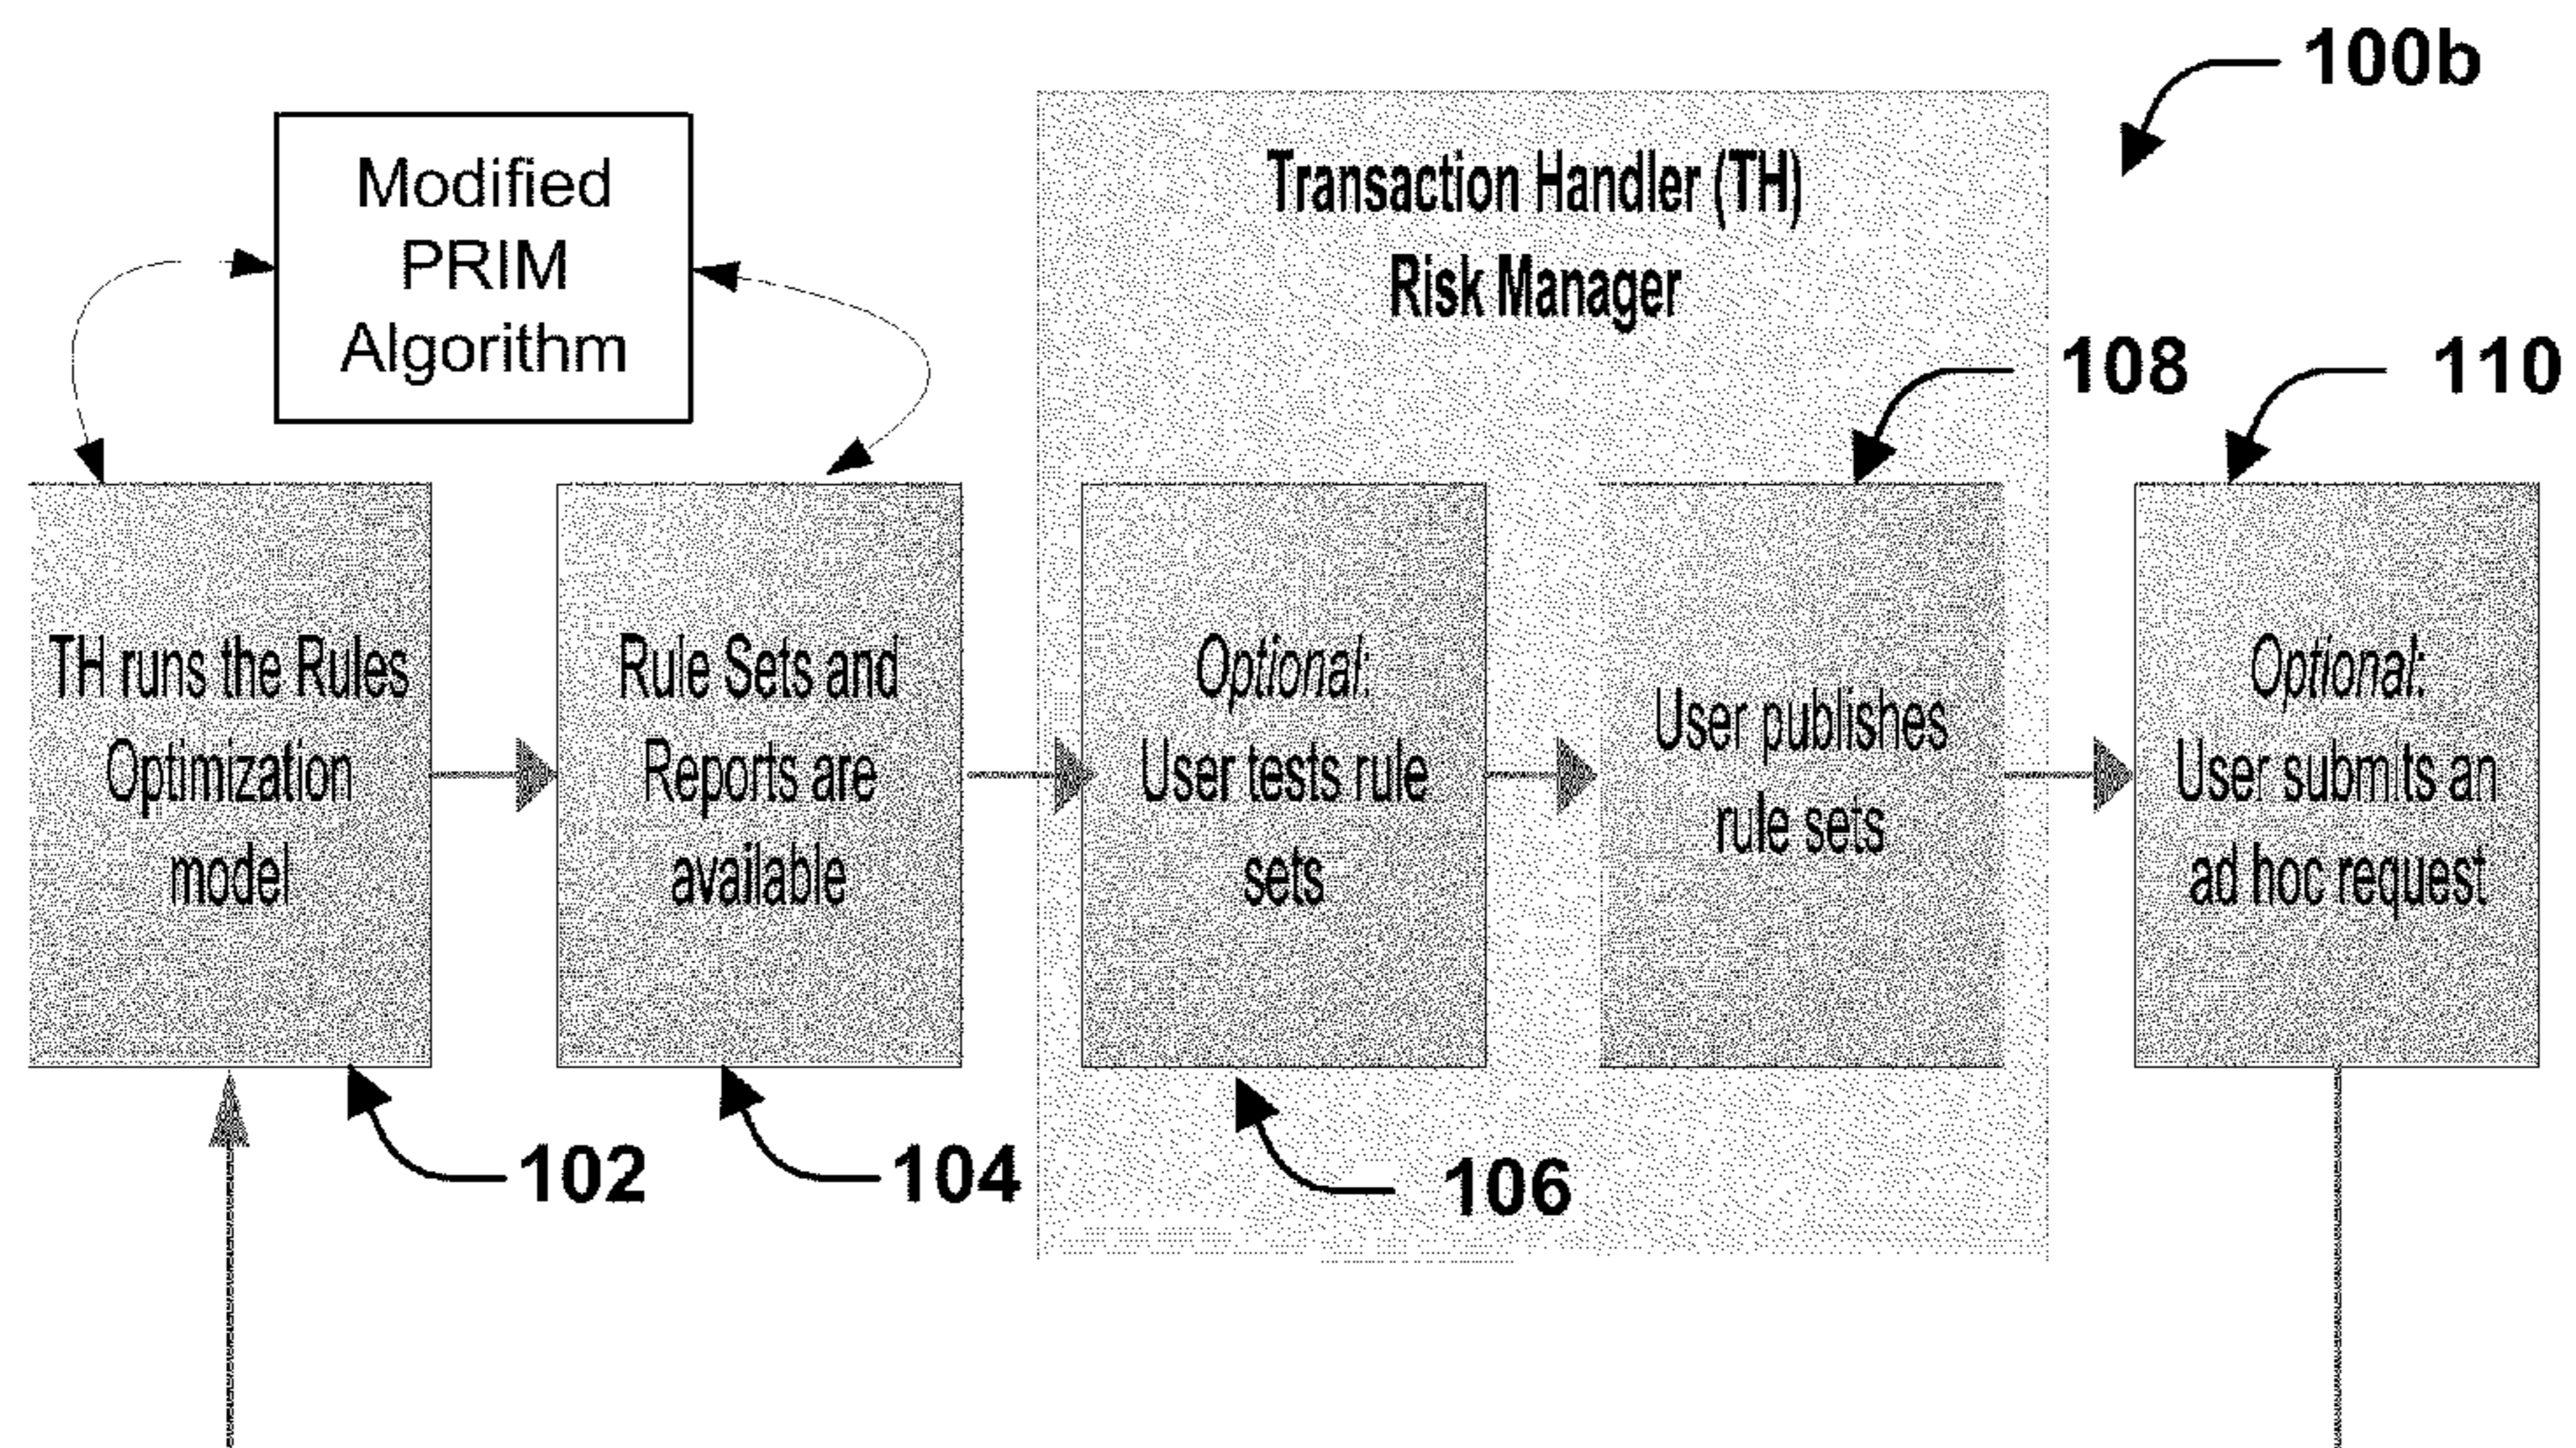 100b
Modified
PRIM
Algorithm
Transaction Handler (TH)
Risk Manager
108
110
TH runs the Rules
Optimization
model
Rule Sets and
Reports are
available
Optional:
User tests rule
sets
User publishes
rule sets
Optional:
User submits an
ad hoc request
102
104
106